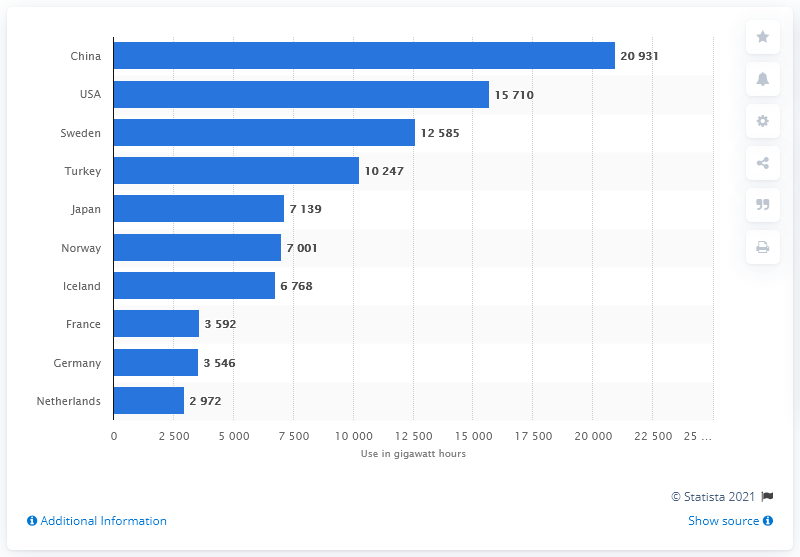 China 20 931
USA 15 710
Sweden 12 585
Turkey 10 247
Japan 7 139
Norway 7 001
Iceland 6 768
France 3 592
Germany 3 546
Netherlands 2 972
0 2 500 5 000 7 500 10 000 12 500 15 000 17 500 20 000 22 500 25 ...
Use in gigawatt hours
© Statista 2021
Additional Information Show source